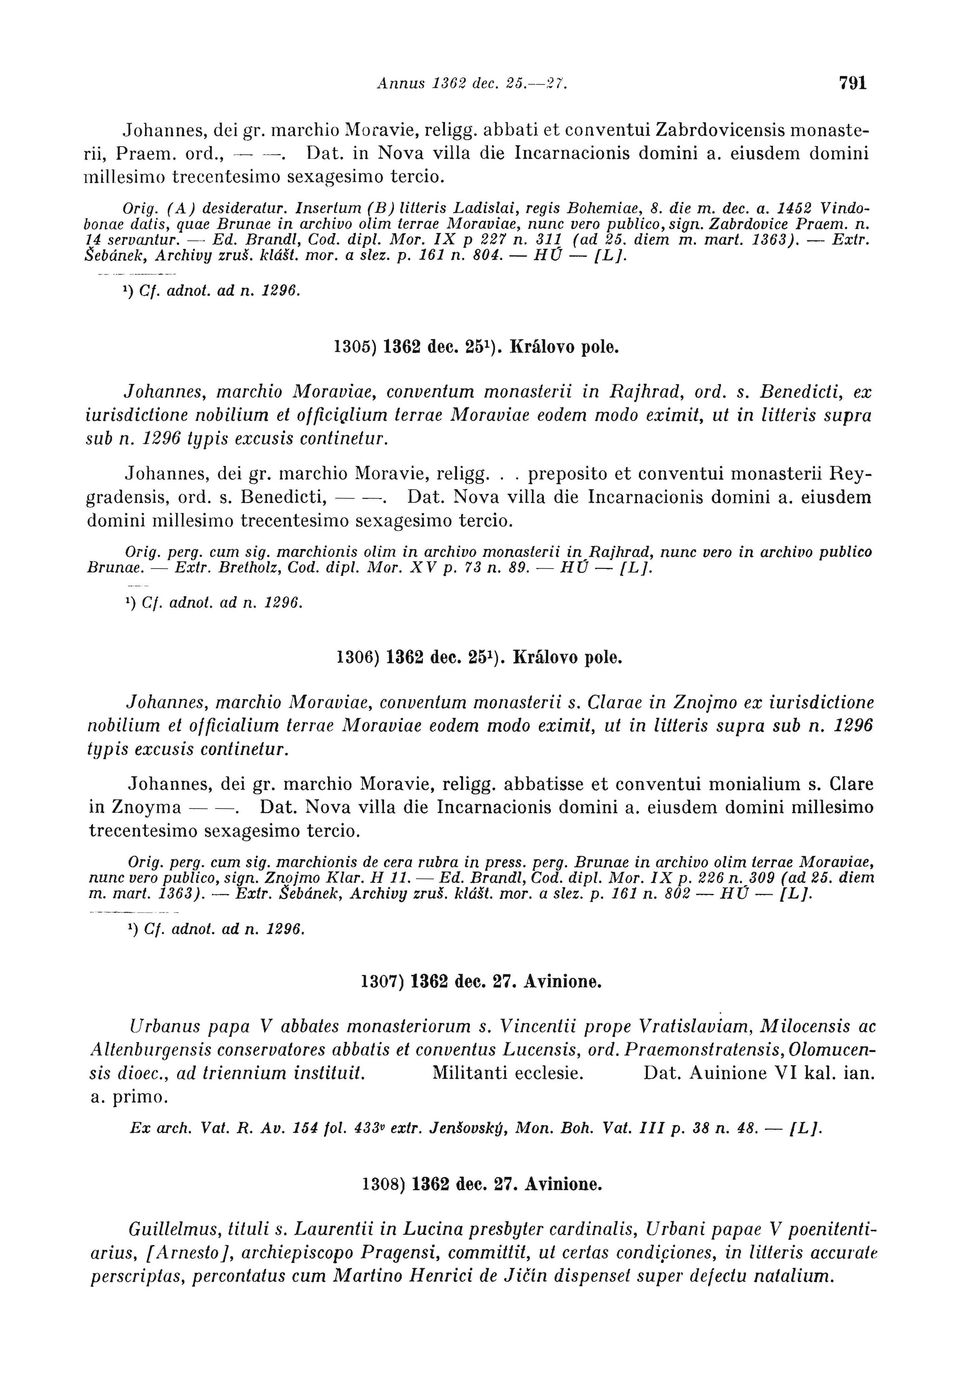 Annus 1362 dec. 25.—27. 791
Johannes, dei gr. marchio Moravie, religg. abbati et conventui Zabrdovicensis monaste-
rii, Praem. ord., — —. Dat. in Nova villa die Incarnacionis domini a. eiusdem domini
millesimo trecentesimo sexagesimo tercio.
Orig. (A) desideratur. Insertum (B) litteris Ladislai, regis Bohemiae, 8. die m. dec. a. 1452 Vindo-
bonae datis, quae Brunae in archivo olim terrae Moraviae, nunc vero publico, sign. Zabrdovice Praem. n.
14 servantur. — Ed. Brandl, Cod. dipl. Mor. IX p 227 n. 311 (ad 25. diem m. mart. 1363). — Extr.
Šebánek, Archivy zruš. klášt. mor. a slez. p. 161 n. 804. — HÚ — [L].
¹) Cf. adnot. ad n. 1296.
1305) 1362 dec. 25¹). Královo pole.
Johannes, marchio Moraviae, conventum monasterii in Rajhrad, ord. s. Benedicti, ex
iurisdictione nobilium et officialium terrae Moraviae eodem modo eximit, ut in litteris supra
sub n. 1296 typis excusis continetur.
Johannes, dei gr. marchio Moravie, religg. . . preposito et conventui monasterii Rey-
gradensis, ord. s. Benedicti, — —. Dat. Nova villa die Incarnacionis domini a. eiusdem
domini millesimo trecentesimo sexagesimo tercio.
Orig. perg. cum sig. marchionis olim in archivo monasterii in Rajhrad, nunc vero in archivo publico
Brunae. — Extr. Bretholz, Cod. dipl. Mor. XV p. 73 n. 89. — HÚ — [L].
¹) Cf. adnot. ad n. 1296.
1306) 1362 dec. 25¹). Královo pole.
Johannes, marchio Moraviae, conventum monasterii s. Clarae in Znojmo ex iurisdictione
nobilium et officialium terrae Moraviae eodem modo eximit, ut in litteris supra sub n. 1296
typis excusis continetur.
Johannes, dei gr. marchio Moravie, religg. abbatisse et conventui monialium s. Clare
in Znoyma — —. Dat. Nova villa die Incarnacionis domini a. eiusdem domini millesimo
trecentesimo sexagesimo tercio.
Orig. perg. cum sig. marchionis de cera rubra in press. perg. Brunae in archivo olim terrae Moraviae,
nunc vero publico, sign. Znojmo Klar. H 11. — Ed. Brandl, Cod. dipl. Mor. IX p. 226 n. 309 (ad 25. diem
m. mart. 1363). — Extr. Šebánek, Archivy zruš. klášt. mor. a slez. p. 161 n. 802 — HÚ — [L].
¹) Cf. adnot. ad n. 1296.
1307) 1362 dec. 27. Avinione.
Urbanus papa V abbates monasteriorum s. Vincentii prope Vratislaviam, Milocensis ac
Altenburgensis conservatores abbatis et conventus Lucensis, ord. Praemonstratensis, Olomucen-
sis dioec., ad triennium instituit. Militanti ecclesie. Dat. Auinione VI kal. ian.
a. primo.
Ex arch. Vat. R. Av. 154 fol. 433ᵛ extr. Jenšovský, Mon. Boh. Vat. III p. 38 n. 48. — [L].
1308) 1362 dec. 27. Avinione.
Guillelmus, tituli s. Laurentii in Lucina presbyter cardinalis, Urbani papae V poenitenti-
arius, [Arnesto], archiepiscopo Pragensi, committit, ut certas condiciones, in litteris accurate
perscriptas, percontatus cum Martino Henrici de Jičín dispenset super defectu natalium.